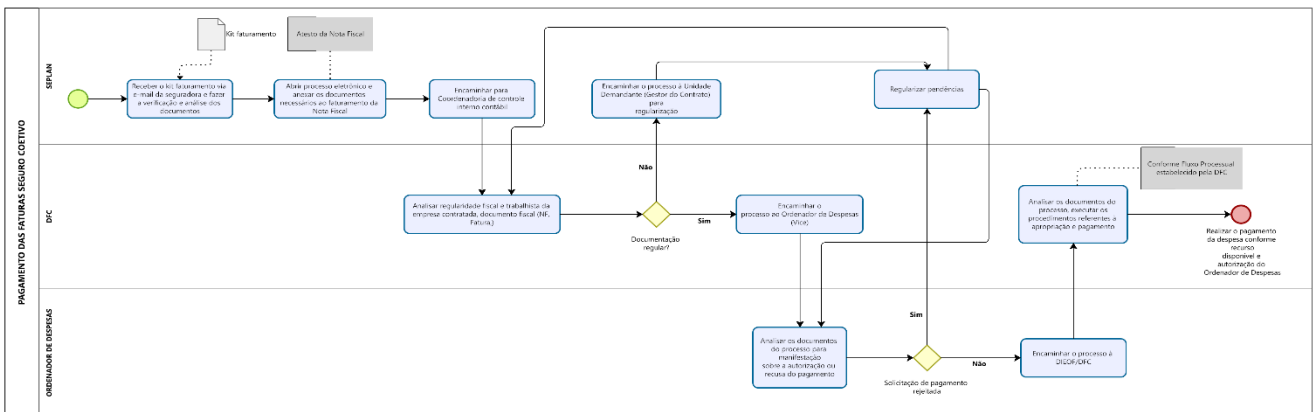 PAGAMENTO DAS FATURAS SEGURO COETIVO
SEPLAN
Kit faturamento
Atesto da Nota Fiscal
Receber o kit faturamento via
e-mail da seguradora e fazer
a verificação e análise dos
documentos
Abrir processo eletrônico e
anexar os documentos
necessários ao faturamento da
Nota Fiscal
Encaminhar para
Coordenadoria de controle
interno contábil
Encaminhar o processo à Unidade
Demandante (Gestor do Contrato)
para
regularização
Regularizar pendências
DFC
Analisar regularidade fiscal e trabalhista da
empresa contratada, documento fiscal (NF,
Fatura,)
Não
Documentação
regular?
Sim
Encaminhar o
processo ao Ordenador de Despesas
(Vice)
Conforme Fluxo Processual
estabelecido pela DFC
Analisar os documentos do
processo, executar os
procedimentos referentes à
apropriação e pagamento
Realizar o pagamento
da despesa conforme
recurso
disponível e
autorização do
Ordenador de Despesas
ORDENADOR DE DESPESAS
Analisar os documentos
do processo para
manifestação
sobre a autorização ou
recusa do pagamento
Sim
Solicitação de pagamento
rejeitada
Não
Encaminhar o processo à
DIEOF/DFC